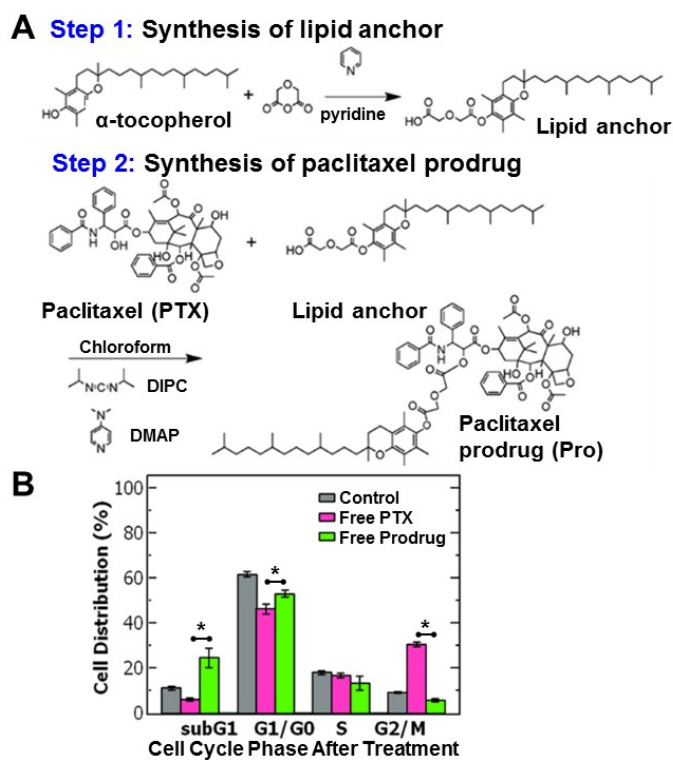 A Step 1: Synthesis of lipid anchor
HO
O
α-tocopherol
+
O
O O O
N
pyridine
HO
O
O
O
O
O
Lipid anchor
Step 2: Synthesis of paclitaxel prodrug
Paclitaxel (PTX)
+
Lipid anchor
Chloroform
N=C=N DIPC
N
N DMAP
Paclitaxel
prodrug (Pro)
B
Cell Distribution (%)
100
80
60
40
20
0
Control
Free PTX
Free Prodrug
* * *
subG1 G1/G0 S G2/M
Cell Cycle Phase After Treatment